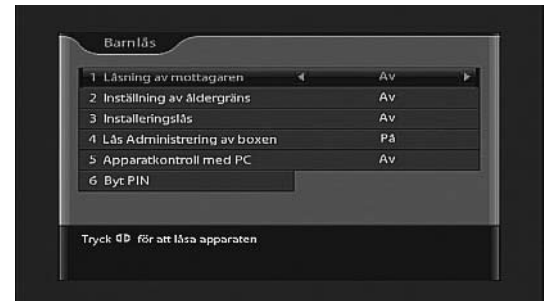 Barnlås
1 Låsning av mottagaren Av
2 Inställning av åldergräns Av
3 Installeringslås Av
4 Lås Administrering av boxen På
5 Apparatkontroll med PC Av
6 Byt PIN
Tryck för att låsa apparaten